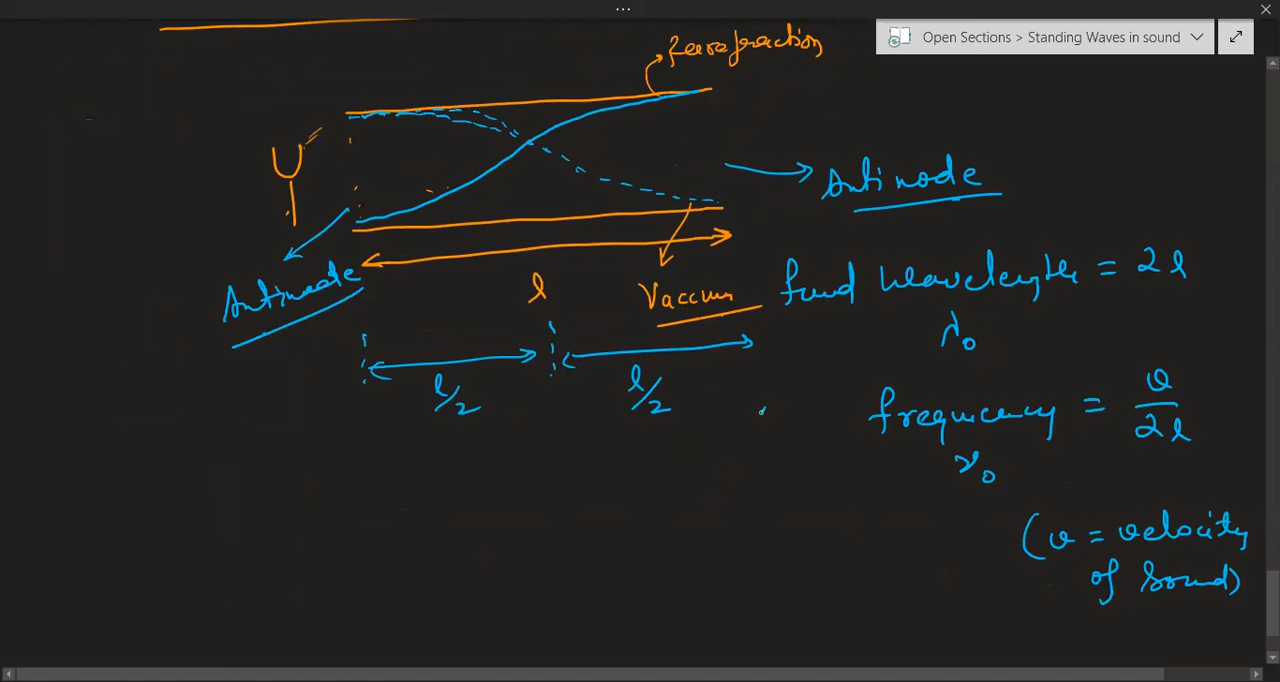 Open Sections > Standing Waves in sound
Rarefraction
Antinode
Antinode
l
Vaccum
fund wavelength = 2l
λ0
l/2
l/2
frequency = v/2l
ν0
(v = velocity
of sound)